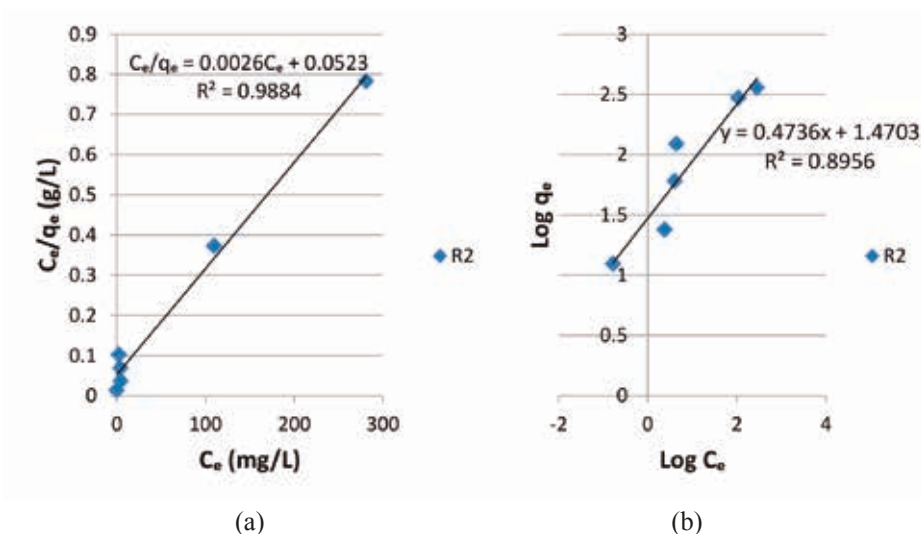 0.9
0.8
0.7
0.6
0.5
0.4
0.3
0.2
0.1
0
Cₑ/qₑ (g/L)
Cₑ/qₑ = 0.0026Cₑ + 0.0523
R² = 0.9884
R2
0 100 200 300
Cₑ (mg/L)
(a)
3
2.5
2
1.5
1
0.5
0
Log qₑ
y = 0.4736x + 1.4703
R² = 0.8956
R2
-2 0 2 4
Log Cₑ
(b)